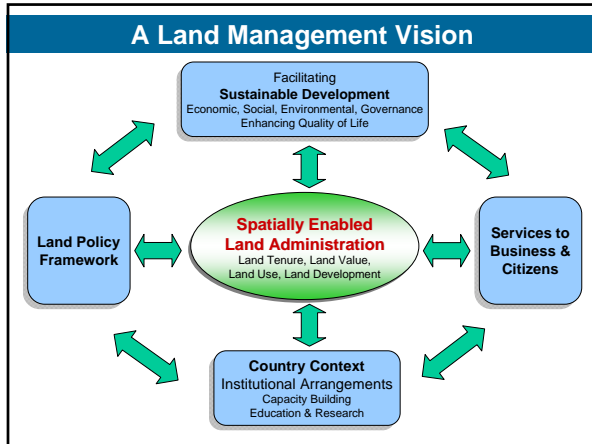 A Land Management Vision
Facilitating
Sustainable Development
Economic, Social, Environmental, Governance
Enhancing Quality of Life
Land Policy
Framework
Spatially Enabled
Land Administration
Land Tenure, Land Value,
Land Use, Land Development
Services to
Business &
Citizens
Country Context
Institutional Arrangements
Capacity Building
Education & Research